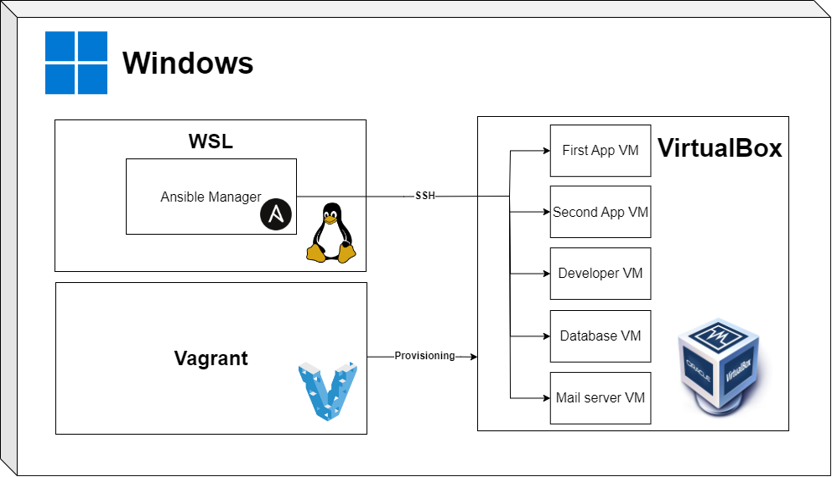 Windows
WSL
Ansible Manager
SSH
VirtualBox
First App VM
Second App VM
Developer VM
Database VM
Mail server VM
Vagrant
Provisioning
ORACLE
VirtualBox